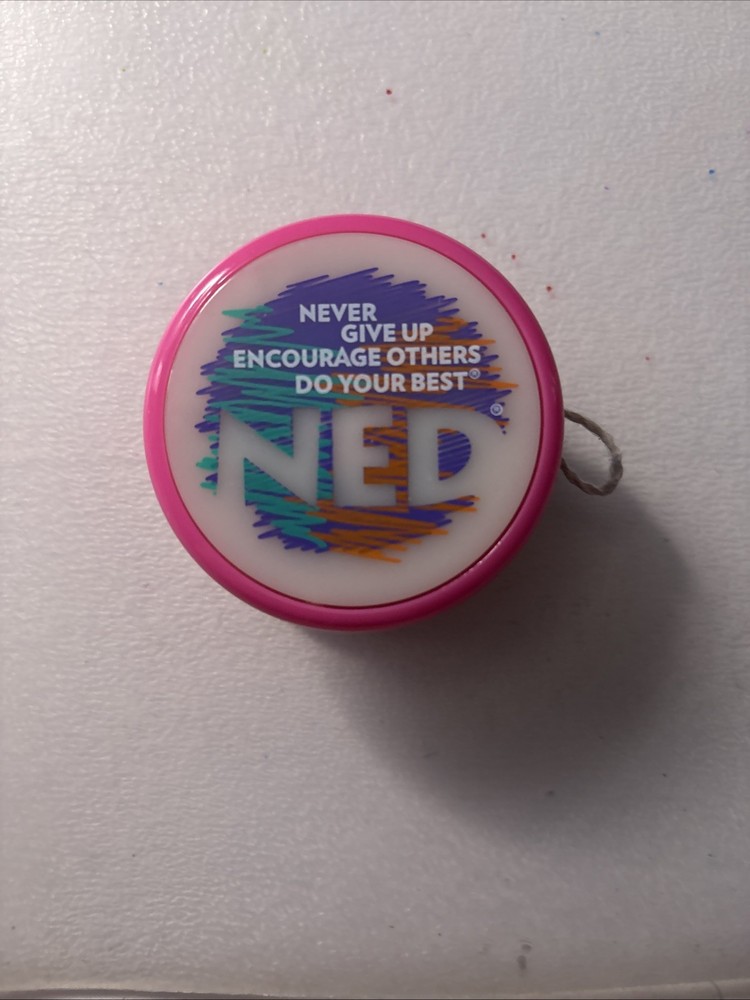 NEVER
GIVE UP
ENCOURAGE OTHERS
DO YOUR BEST®
NED®